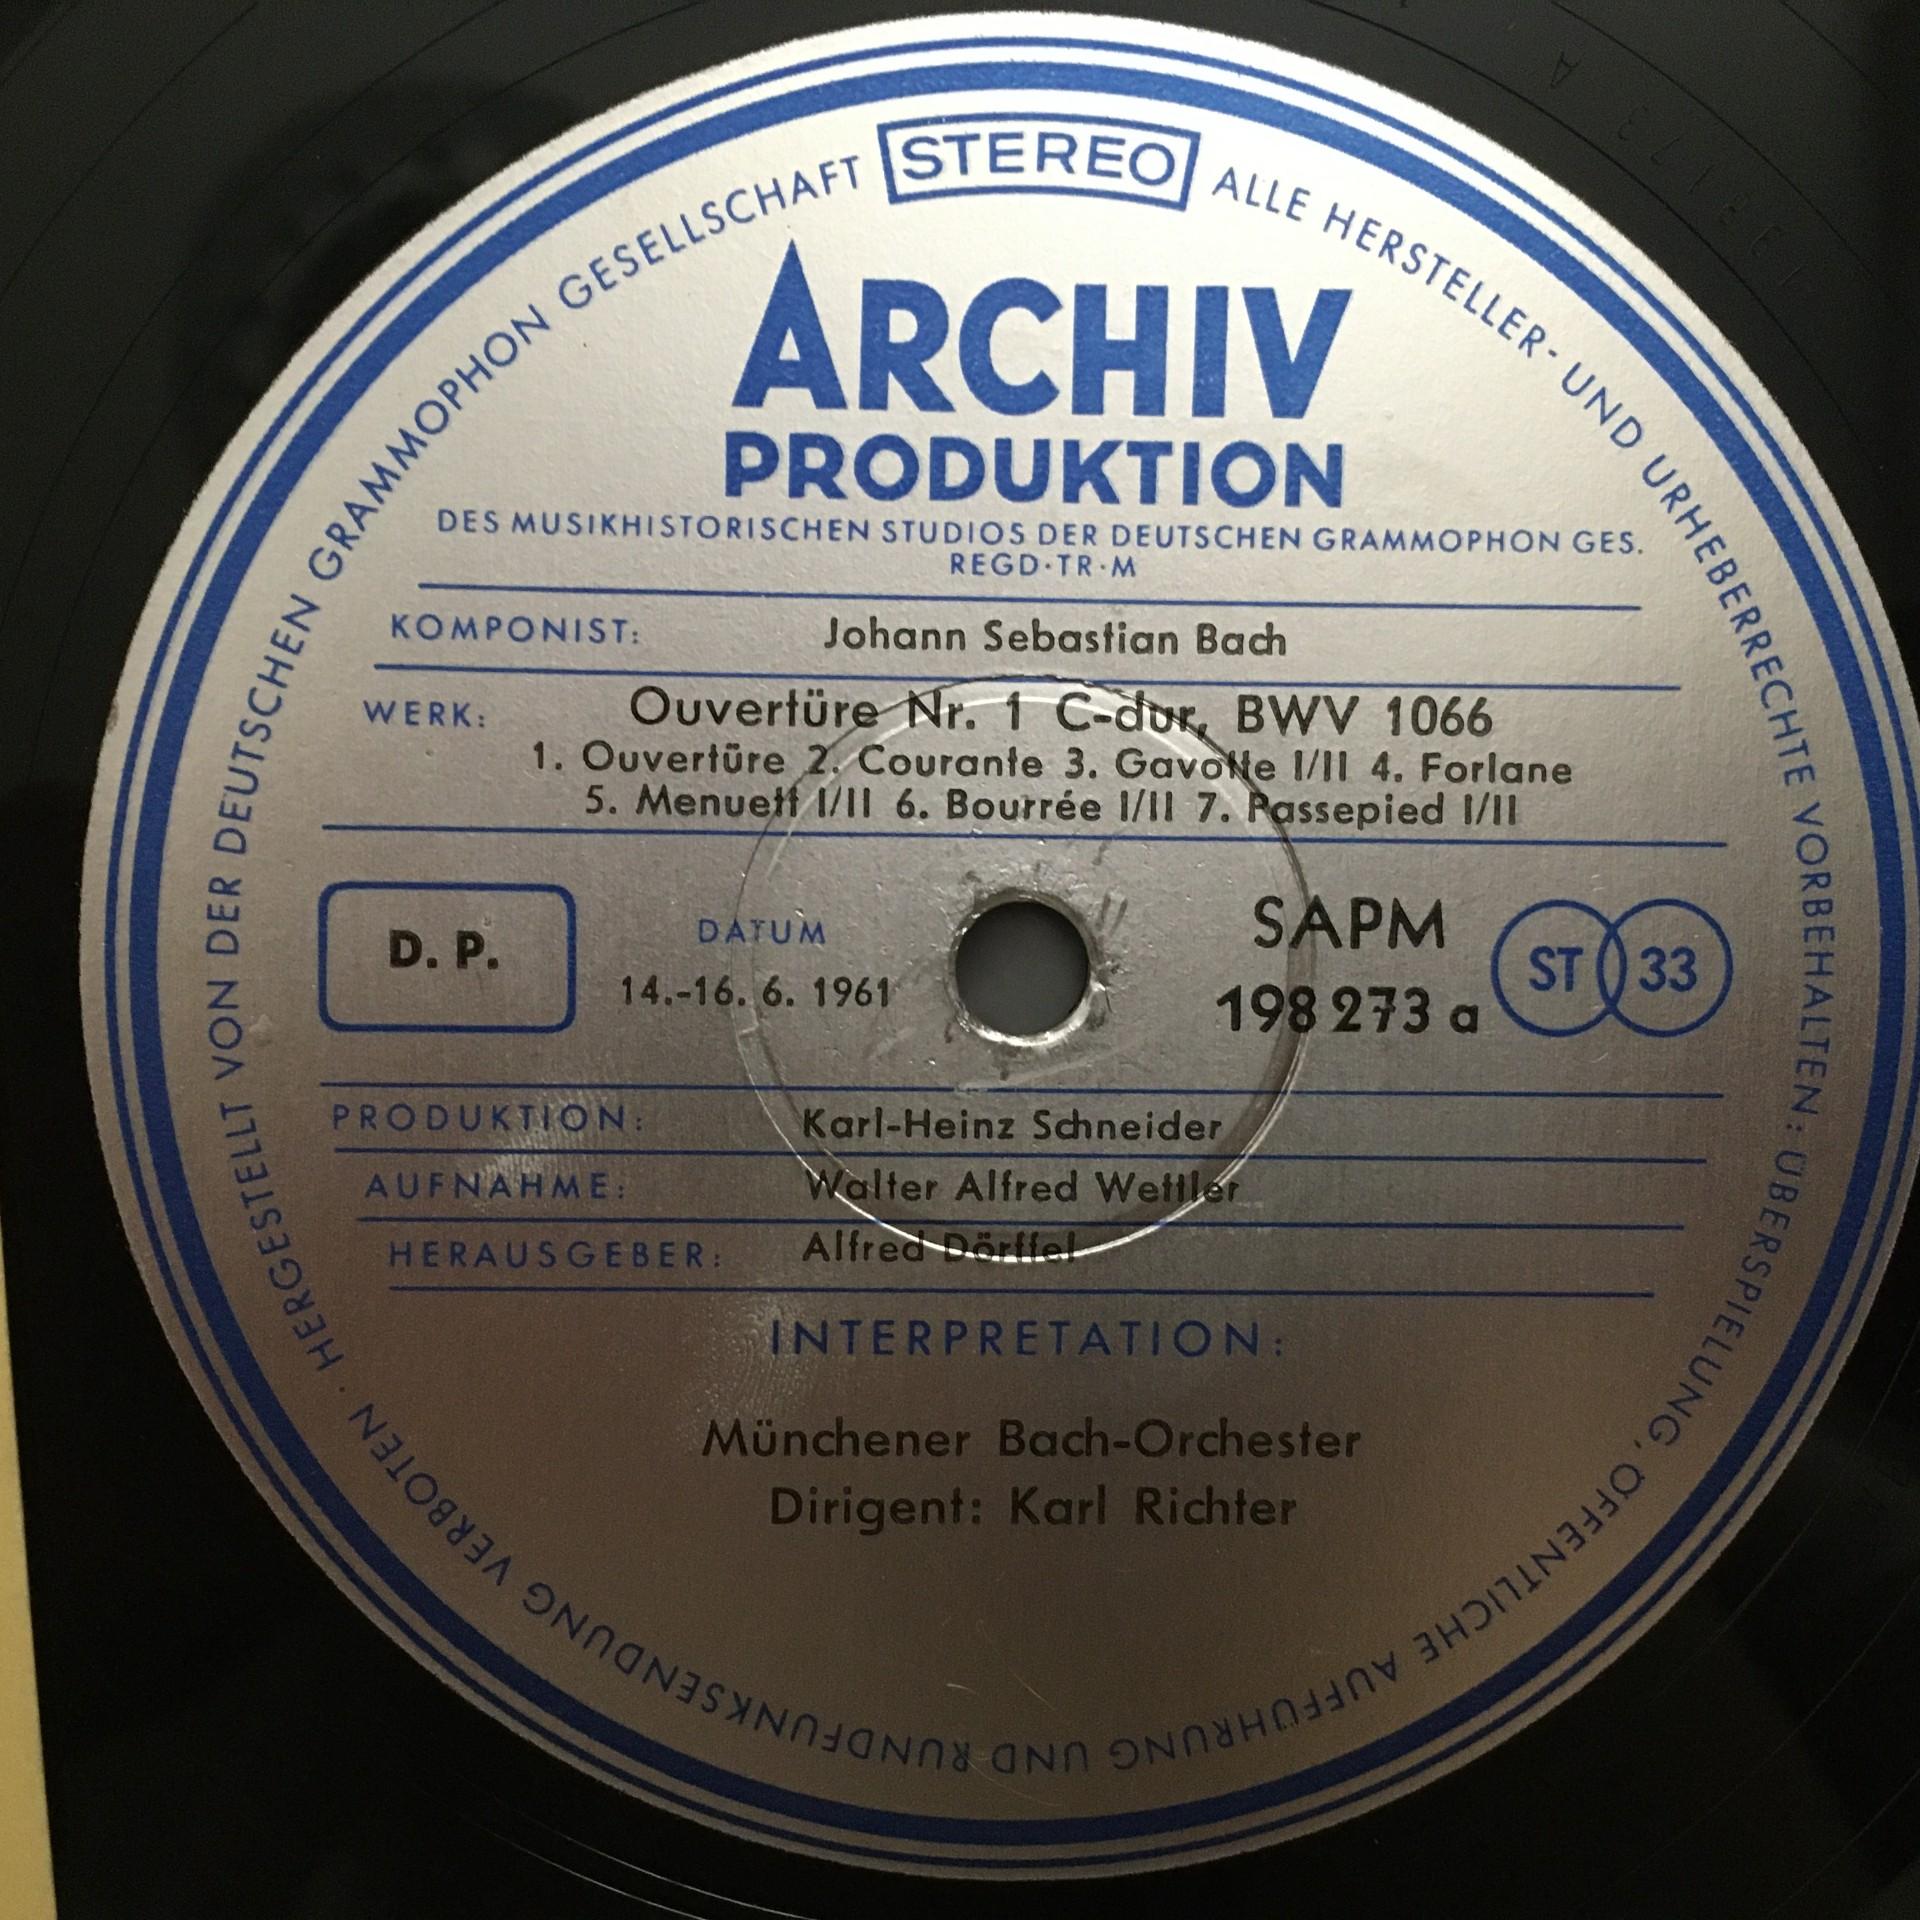 STEREO
HERGESTELLT VON DER DEUTSCHEN GRAMMOPHON GESELLSCHAFT
ALLE HERSTELLER- UND URHEBERRECHTE VORBEHALTEN: ÜBERSPIELUNG, ÖFFENTLICHE AUFFÜHRUNG UND RUNDFUNKSENDUNG VERBOTEN ·
ARCHIV
PRODUKTION
DES MUSIKHISTORISCHEN STUDIOS DER DEUTSCHEN GRAMMOPHON GES.
REGD·TR·M
KOMPONIST: Johann Sebastian Bach
WERK: Ouvertüre Nr. 1 C-dur, BWV 1066
1. Ouvertüre 2. Courante 3. Gavotte I/II 4. Forlane
5. Menuett I/II 6. Bourrée I/II 7. Passepied I/II
D. P.
DATUM
14.-16. 6. 1961
SAPM
198 273 a
ST 33
PRODUKTION: Karl-Heinz Schneider
AUFNAHME: Walter Alfred Wettler
HERAUSGEBER: Alfred Dörffel
INTERPRETATION:
Münchener Bach-Orchester
Dirigent: Karl Richter